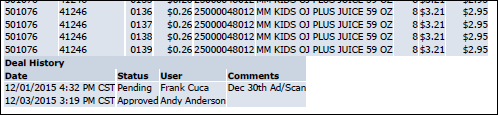 501076 41246 0136 $0.26 25000048012 MM KIDS OJ PLUS JUICE 59 OZ 8 $3.21 $2.95
501076 41246 0137 $0.26 25000048012 MM KIDS OJ PLUS JUICE 59 OZ 8 $3.21 $2.95
501076 41246 0138 $0.26 25000048012 MM KIDS OJ PLUS JUICE 59 OZ 8 $3.21 $2.95
501076 41246 0139 $0.26 25000048012 MM KIDS OJ PLUS JUICE 59 OZ 8 $3.21 $2.95
Deal History
Date Status User Comments
12/01/2015 4:32 PM CST Pending Frank Cuca Dec 30th Ad/Scan
12/03/2015 3:19 PM CST Approved Andy Anderson